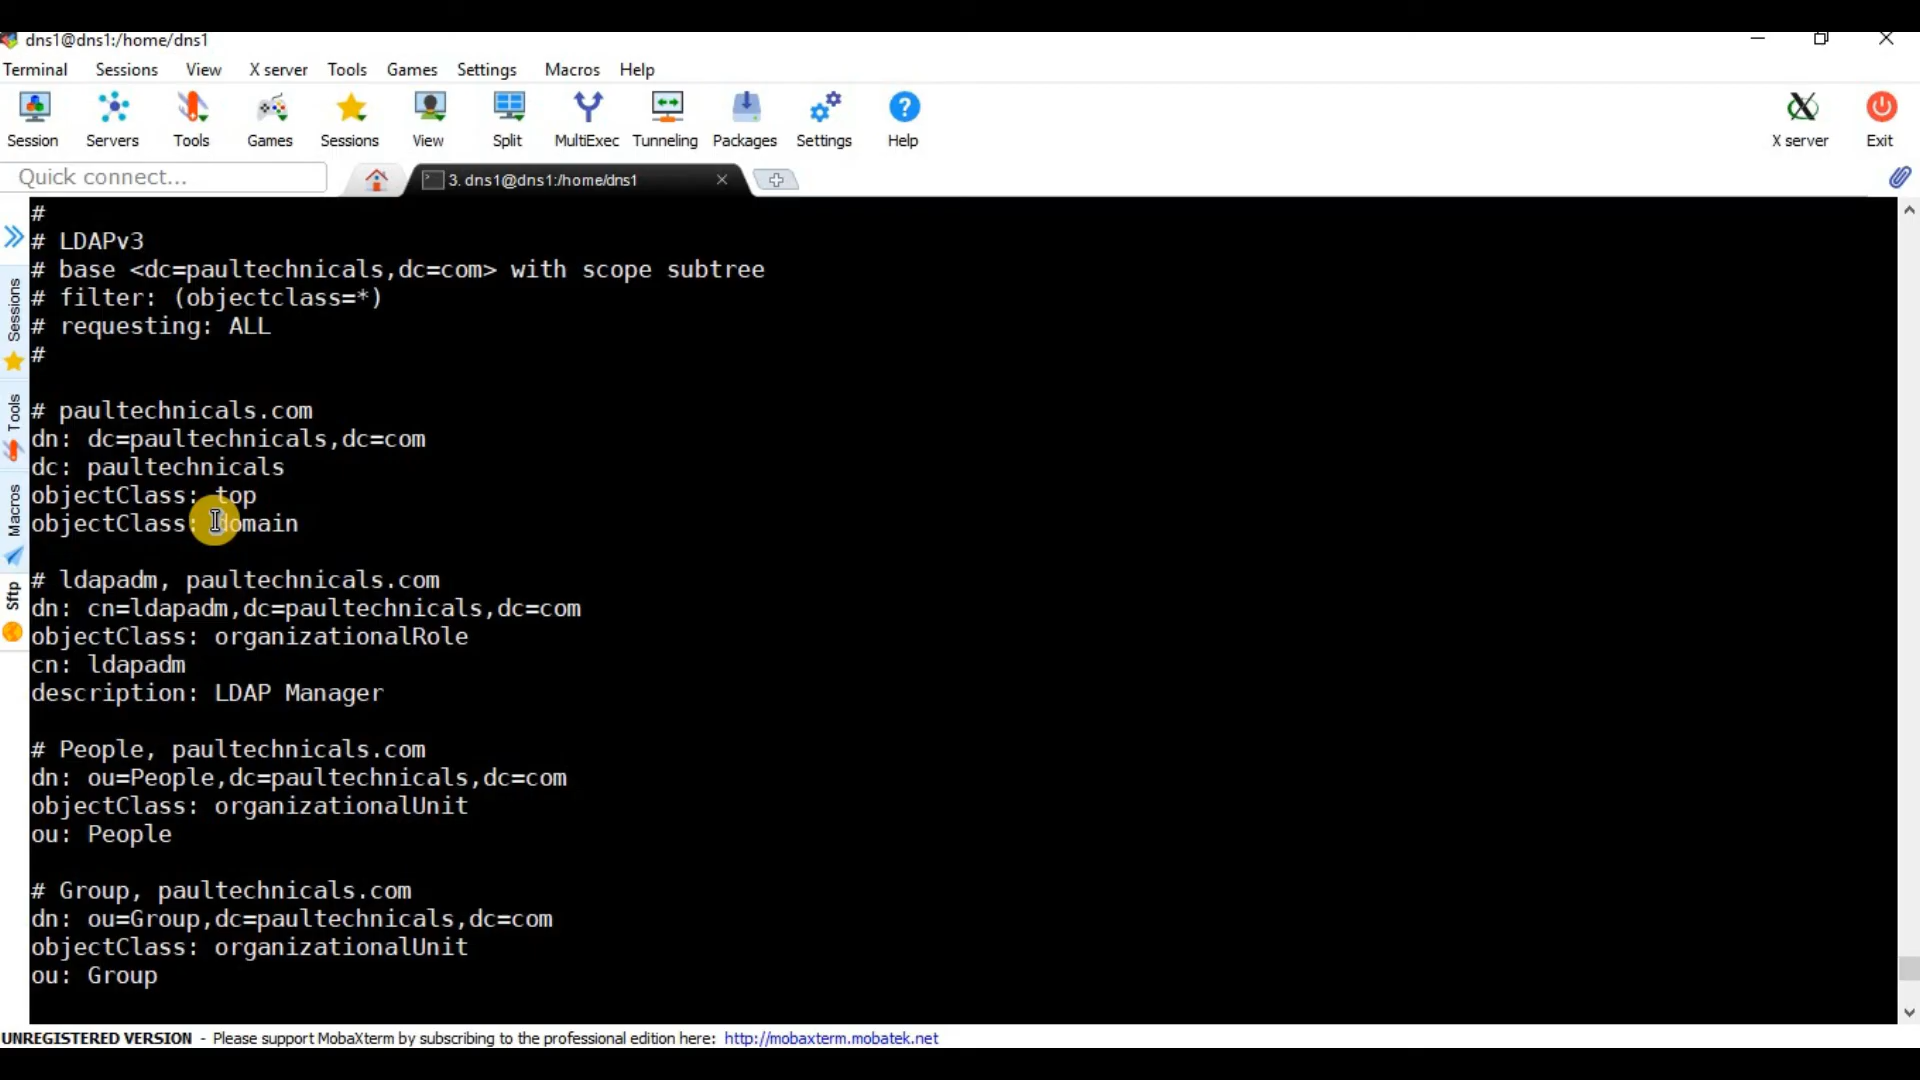 dns1@dns1:/home/dns1
Terminal Sessions View X server Tools Games Settings Macros Help
Session Servers Tools Games Sessions View Split MultiExec Tunneling Packages Settings Help X server Exit
Quick connect...
3. dns1@dns1:/home/dns1
Sessions
Tools
Macros
Sftp
#
# LDAPv3
# base <dc=paultechnicals,dc=com> with scope subtree
# filter: (objectclass=*)
# requesting: ALL
#
# paultechnicals.com
dn: dc=paultechnicals,dc=com
dc: paultechnicals
objectClass: top
objectClass: domain
# ldapadm, paultechnicals.com
dn: cn=ldapadm,dc=paultechnicals,dc=com
objectClass: organizationalRole
cn: ldapadm
description: LDAP Manager
# People, paultechnicals.com
dn: ou=People,dc=paultechnicals,dc=com
objectClass: organizationalUnit
ou: People
# Group, paultechnicals.com
dn: ou=Group,dc=paultechnicals,dc=com
objectClass: organizationalUnit
ou: Group
UNREGISTERED VERSION - Please support MobaXterm by subscribing to the professional edition here: http://mobaxterm.mobatek.net